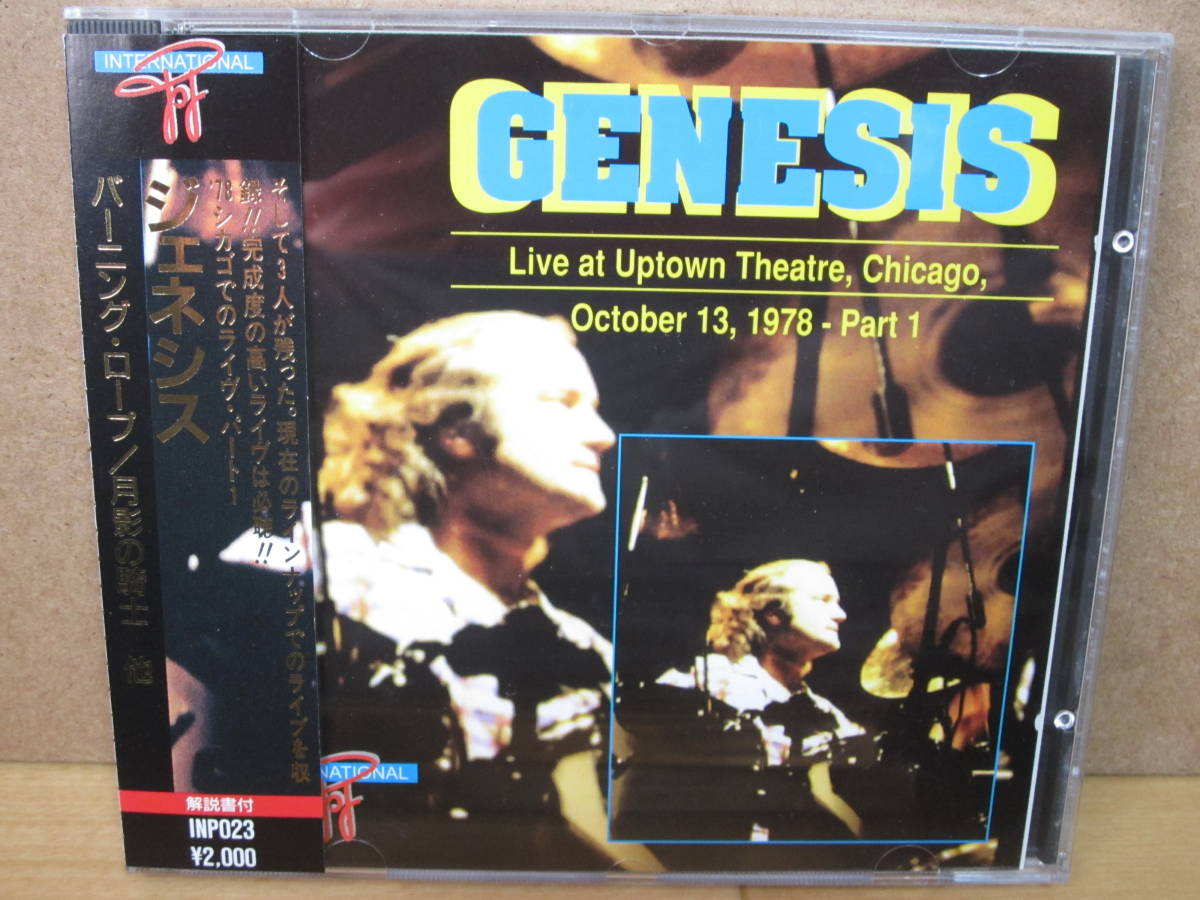 INTERNATIONAL
そして3人が残った。現在のラインナップでのライブを収
録!!完成度の高いライヴは必聴!!
'78シカゴでのライヴ・パート1
ジェネシス
バーニング・ロープ/月影の騎士 他
解説書付
INP023
¥2,000
GENESIS
Live at Uptown Theatre, Chicago,
October 13, 1978 - Part 1
NATIONAL